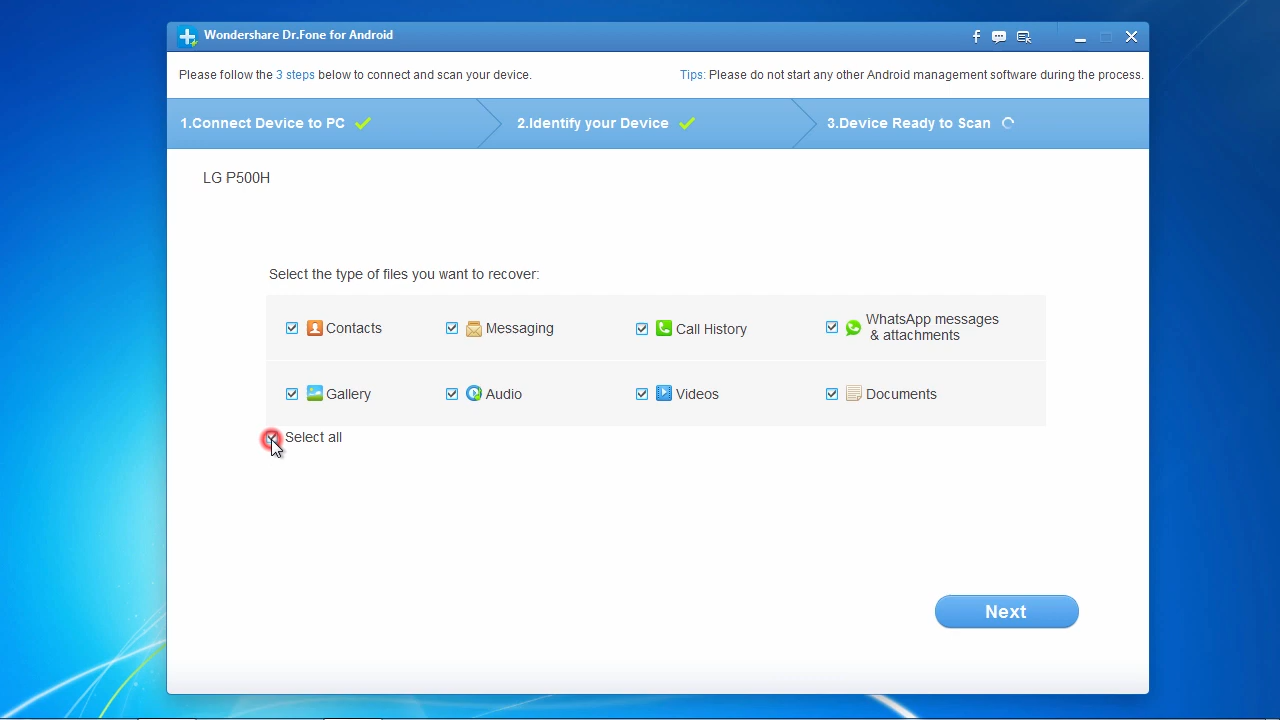 Wondershare Dr.Fone for Android
Please follow the 3 steps below to connect and scan your device.
Tips: Please do not start any other Android management software during the process.
1.Connect Device to PC
2.Identify your Device
3.Device Ready to Scan
LG P500H
Select the type of files you want to recover:
Contacts
Messaging
Call History
WhatsApp messages
& attachments
Gallery
Audio
Videos
Documents
Select all
Next